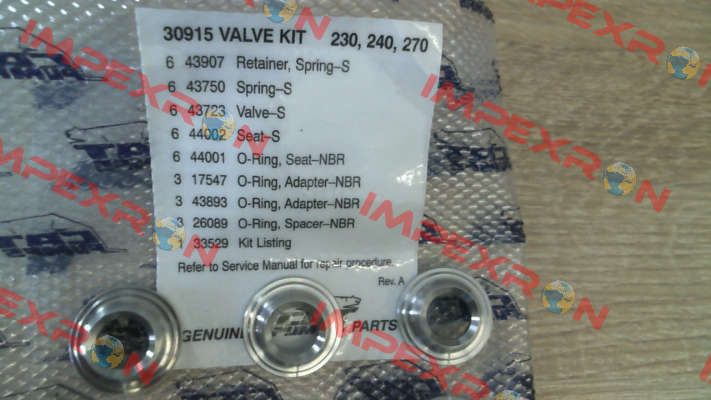 30915 VALVE KIT 230, 240, 270
6 43907 Retainer, Spring–S
6 43750 Spring–S
6 43723 Valve–S
6 44002 Seat–S
6 44001 O-Ring, Seat–NBR
3 17547 O-Ring, Adapter–NBR
3 43893 O-Ring, Adapter–NBR
3 26089 O-Ring, Spacer–NBR
33529 Kit Listing
Refer to Service Manual for repair procedure.
Rev. A
PARTS
IMPEXRON
IMPEXRON
IMPEXRON
IMPEXRON